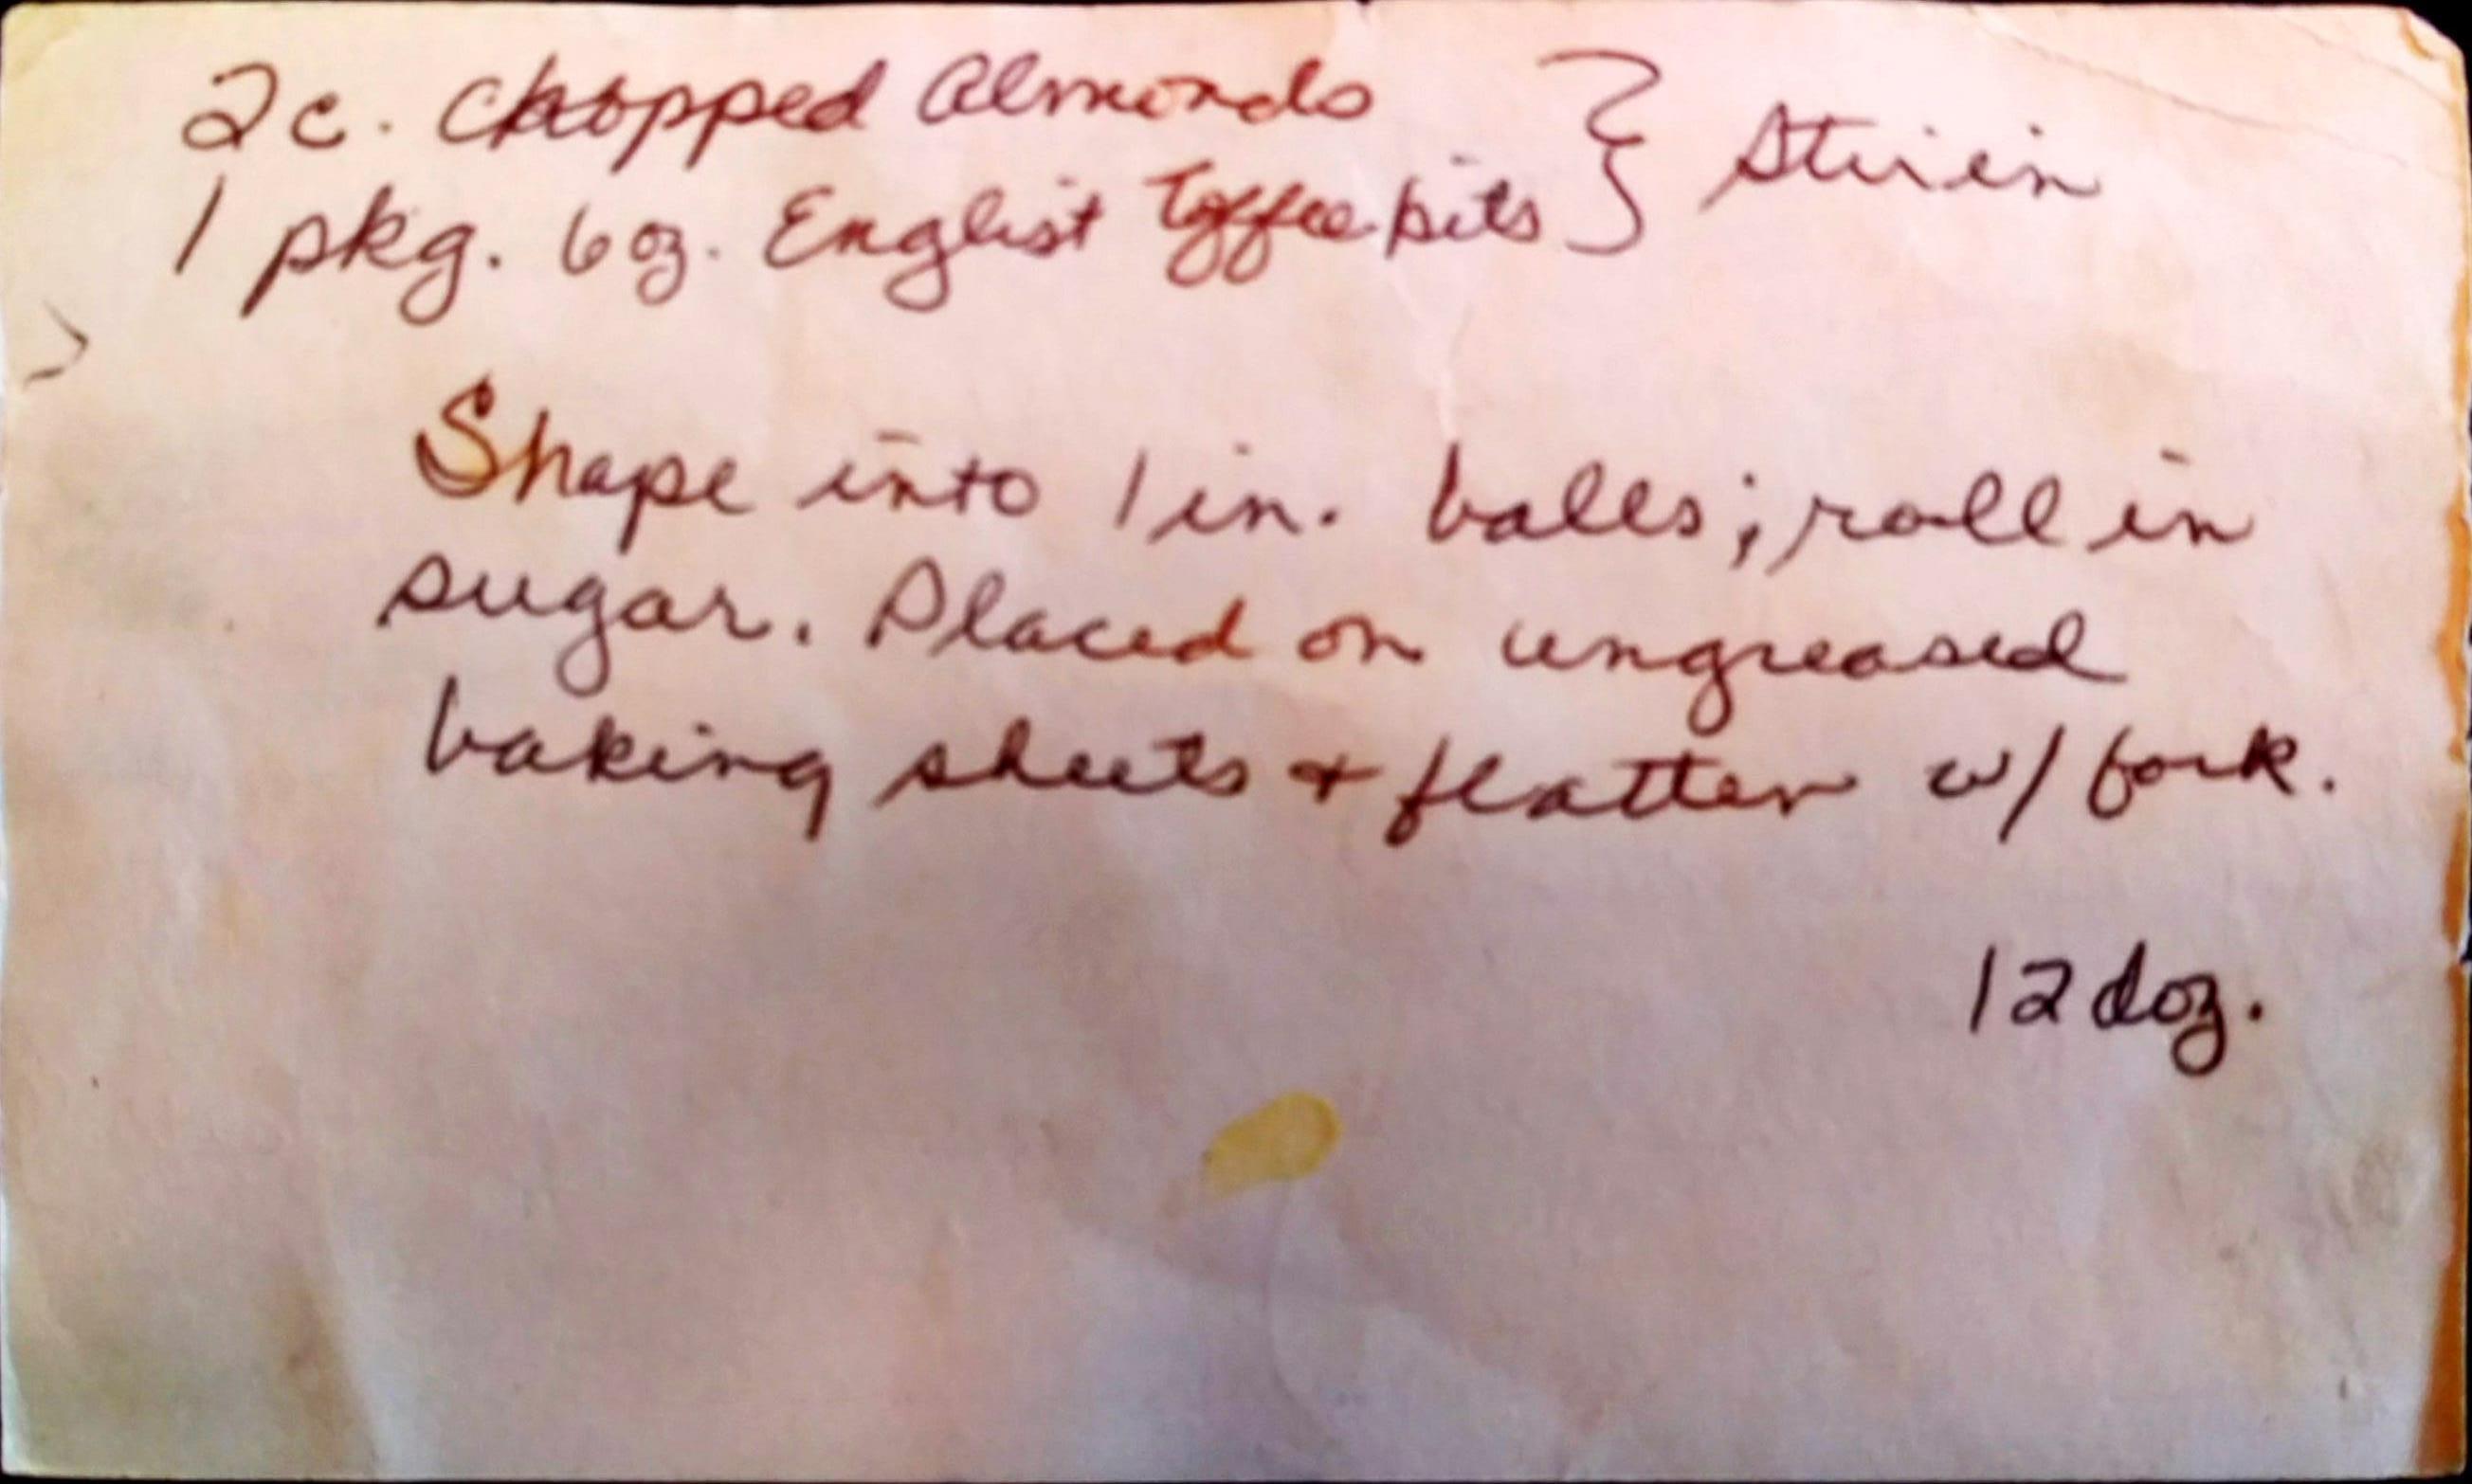 2c. Chopped Almonds
1 pkg. 6 oz. Englist Toffee bits } Stir in
Shape into 1 in. balls; roll in
sugar. Placed on ungreased
baking sheets + flatten w/ fork.
12 doz.